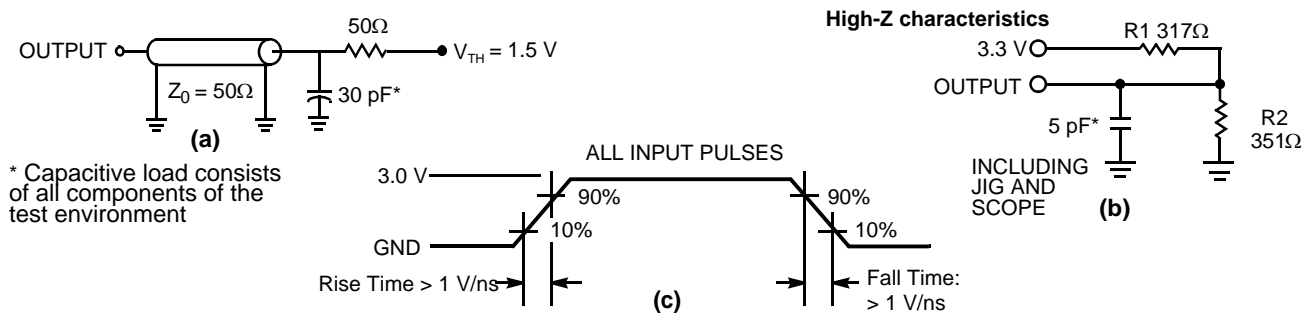 50Ω
OUTPUT
V_TH = 1.5 V
Z_0 = 50Ω
30 pF*
(a)
* Capacitive load consists
of all components of the
test environment
High-Z characteristics
R1 317Ω
3.3 V
OUTPUT
5 pF*
R2
351Ω
INCLUDING
JIG AND
SCOPE
(b)
ALL INPUT PULSES
3.0 V
90%
10%
GND
90%
10%
Rise Time > 1 V/ns
Fall Time:
> 1 V/ns
(c)